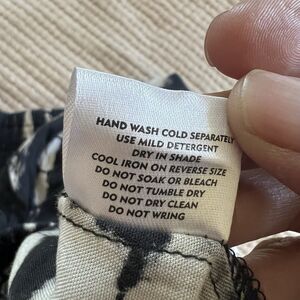 HAND WASH COLD SEPARATELY
USE MILD DETERGENT
DRY IN SHADE
COOL IRON ON REVERSE SIZE
DO NOT SOAK OR BLEACH
DO NOT TUMBLE DRY
DO NOT DRY CLEAN
DO NOT WRING